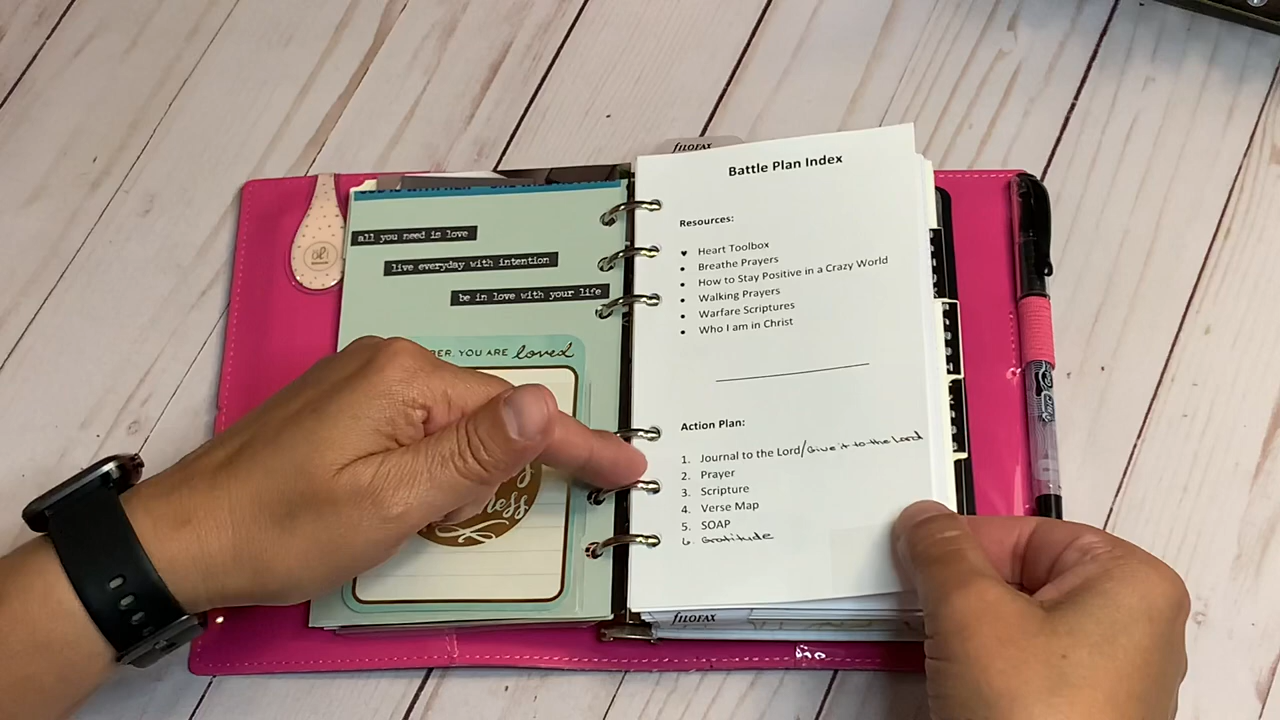 all you need is love
live everyday with intention
be in love with your life
YOU ARE loved
ness
FILOFAX
Battle Plan Index
Resources:
♥ Heart Toolbox
• Breathe Prayers
• How to Stay Positive in a Crazy World
• Walking Prayers
• Warfare Scriptures
• Who I am in Christ
Action Plan:
1. Journal to the Lord/Give it to the Lord
2. Prayer
3. Scripture
4. Verse Map
5. SOAP
6 Gratitude
FILOFAX